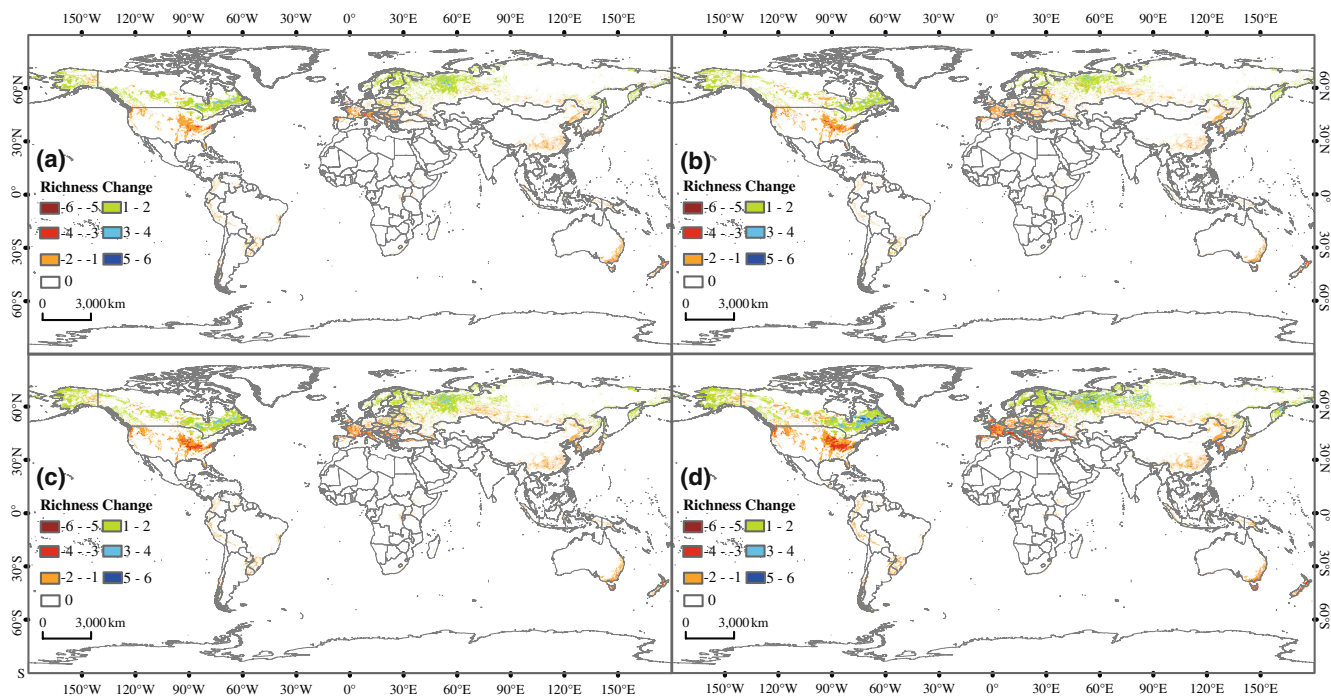 150°W 120°W 90°W 60°W 30°W 0° 30°E 60°E 90°E 120°E 150°E 150°W 120°W 90°W 60°W 30°W 0° 30°E 60°E 90°E 120°E 150°E
60°N 30°N 0° 30°S 60°S
(a)
Richness Change
-6 - -5 1 - 2
-4 - -3 3 - 4
-2 - -1 5 - 6
0
0 3,000 km
(b)
Richness Change
-6 - -5 1 - 2
-4 - -3 3 - 4
-2 - -1 5 - 6
0
0 3,000 km
60°N 30°N 0° 30°S 60°S
60°N 30°N 0° 30°S 60°S S
(c)
Richness Change
-6 - -5 1 - 2
-4 - -3 3 - 4
-2 - -1 5 - 6
0
0 3,000 km
(d)
Richness Change
-6 - -5 1 - 2
-4 - -3 3 - 4
-2 - -1 5 - 6
0
0 3,000 km
60°N 30°N 0° 30°S 60°S
150°W 120°W 90°W 60°W 30°W 0° 30°E 60°E 90°E 120°E 150°E 150°W 120°W 90°W 60°W 30°W 0° 30°E 60°E 90°E 120°E 150°E